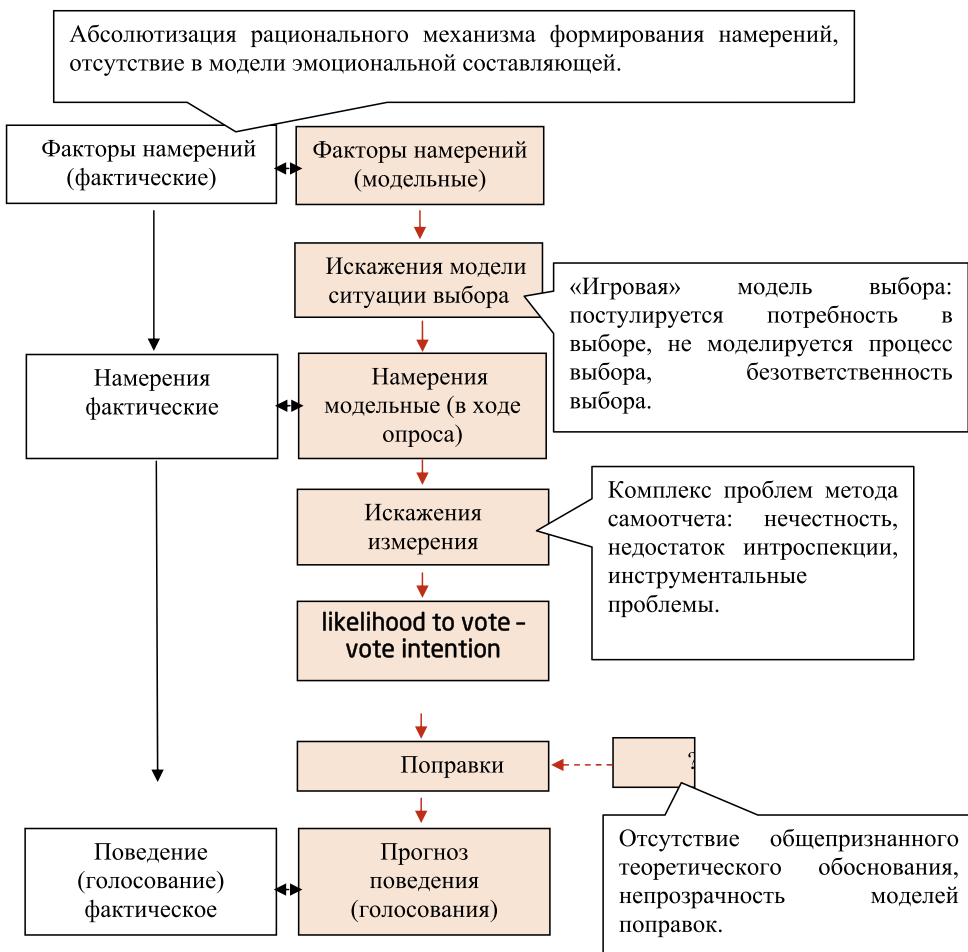 Абсолютизация рационального механизма формирования намерений,
отсутствие в модели эмоциональной составляющей.
Факторы намерений
(фактические)
Факторы намерений
(модельные)
Искажения модели
ситуации выбора
«Игровая» модель выбора:
постулируется потребность в
выборе, не моделируется процесс
выбора, безответственность
выбора.
Намерения
фактические
Намерения
модельные (в ходе
опроса)
Искажения
измерения
Комплекс проблем метода
самоотчета: нечестность,
недостаток интроспекции,
инструментальные
проблемы.
likelihood to vote –
vote intention
Поправки
?
Отсутствие общепризнанного
теоретического обоснования,
непрозрачность моделей
поправок.
Поведение
(голосование)
фактическое
Прогноз
поведения
(голосования)